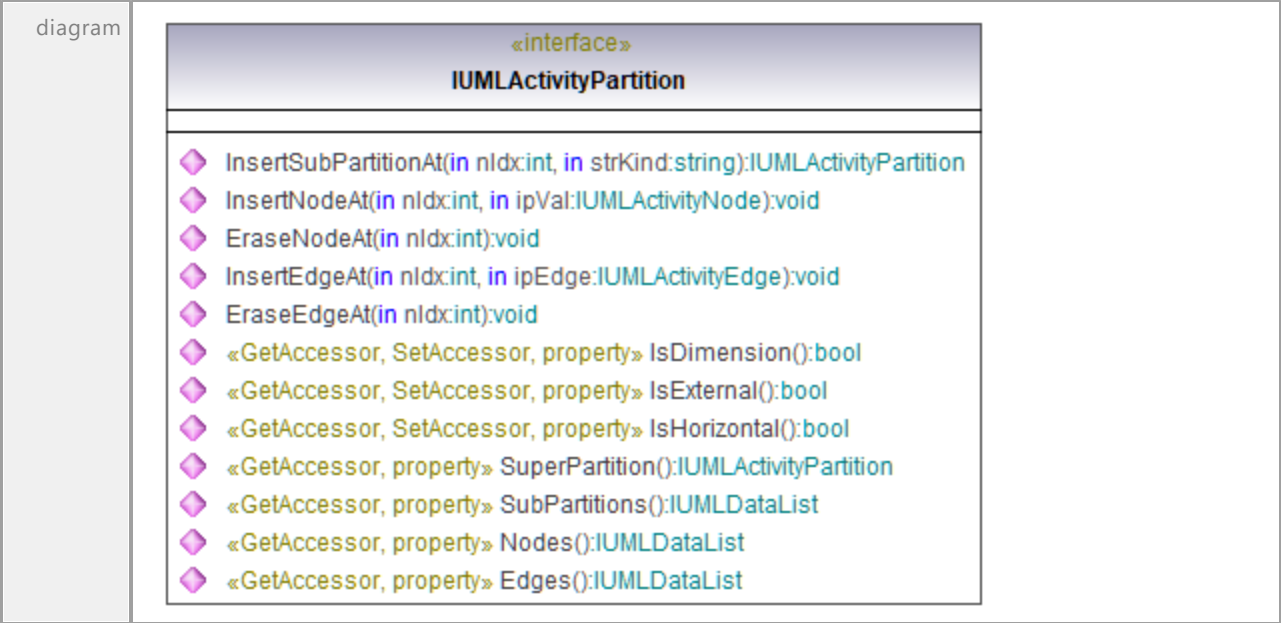 diagram
«interface»
IUMLActivityPartition
InsertSubPartitionAt(in nIdx:int, in strKind:string):IUMLActivityPartition
InsertNodeAt(in nIdx:int, in ipVal:IUMLActivityNode):void
EraseNodeAt(in nIdx:int):void
InsertEdgeAt(in nIdx:int, in ipEdge:IUMLActivityEdge):void
EraseEdgeAt(in nIdx:int):void
«GetAccessor, SetAccessor, property» IsDimension():bool
«GetAccessor, SetAccessor, property» IsExternal():bool
«GetAccessor, SetAccessor, property» IsHorizontal():bool
«GetAccessor, property» SuperPartition():IUMLActivityPartition
«GetAccessor, property» SubPartitions():IUMLDataList
«GetAccessor, property» Nodes():IUMLDataList
«GetAccessor, property» Edges():IUMLDataList